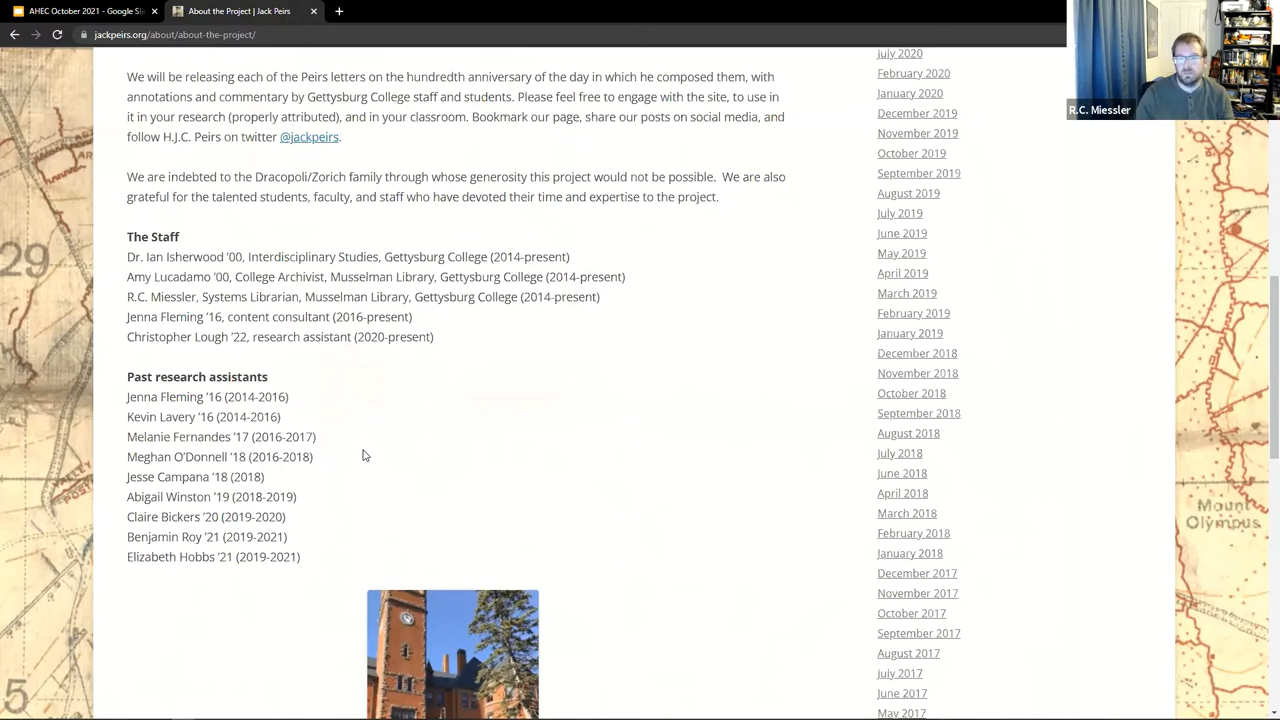 AHEC October 2021 - Google Sli
About the Project | Jack Peirs
jackpeirs.org/about/about-the-project/
R.C. Miessler
We will be releasing each of the Peirs letters on the hundredth anniversary of the day in which he composed them, with
annotations and commentary by Gettysburg College staff and students. Please feel free to engage with the site, to use in
it in your research (properly attributed), and in your classroom. Bookmark our page, share our posts on social media, and
follow H.J.C. Peirs on twitter @jackpeirs.
We are indebted to the Dracopoli/Zorich family through whose generosity this project would not be possible. We are also
grateful for the talented students, faculty, and staff who have devoted their time and expertise to the project.
The Staff
Dr. Ian Isherwood '00, Interdisciplinary Studies, Gettysburg College (2014-present)
Amy Lucadamo '00, College Archivist, Musselman Library, Gettysburg College (2014-present)
R.C. Miessler, Systems Librarian, Musselman Library, Gettysburg College (2014-present)
Jenna Fleming '16, content consultant (2016-present)
Christopher Lough '22, research assistant (2020-present)
Past research assistants
Jenna Fleming '16 (2014-2016)
Kevin Lavery '16 (2014-2016)
Melanie Fernandes '17 (2016-2017)
Meghan O'Donnell '18 (2016-2018)
Jesse Campana '18 (2018)
Abigail Winston '19 (2018-2019)
Claire Bickers '20 (2019-2020)
Benjamin Roy '21 (2019-2021)
Elizabeth Hobbs '21 (2019-2021)
July 2020
February 2020
January 2020
December 2019
November 2019
October 2019
September 2019
August 2019
July 2019
June 2019
May 2019
April 2019
March 2019
February 2019
January 2019
December 2018
November 2018
October 2018
September 2018
August 2018
July 2018
June 2018
April 2018
March 2018
February 2018
January 2018
December 2017
November 2017
October 2017
September 2017
August 2017
July 2017
June 2017
May 2017
29
5
Mount
Olympus